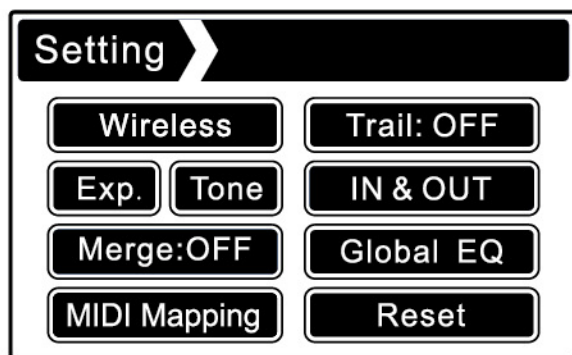 Setting
Wireless Trail: OFF
Exp. Tone IN & OUT
Merge:OFF Global EQ
MIDI Mapping Reset